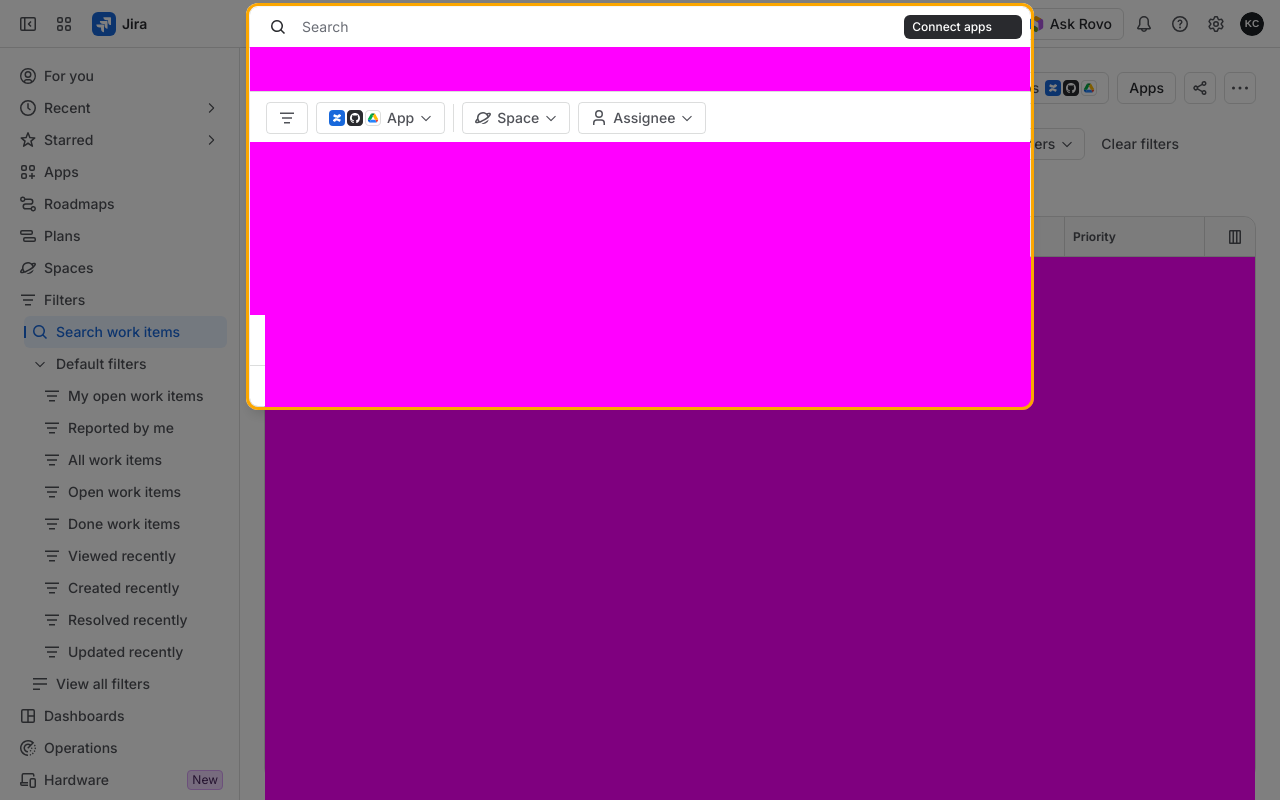 Jira
Search
Connect apps
Ask Rovo
KC
For you
Recent
Starred
Apps
Roadmaps
Plans
Spaces
Filters
Search work items
Default filters
My open work items
Reported by me
All work items
Open work items
Done work items
Viewed recently
Created recently
Resolved recently
Updated recently
View all filters
Dashboards
Operations
Hardware New
App
Space
Assignee
Apps
Clear filters
Priority